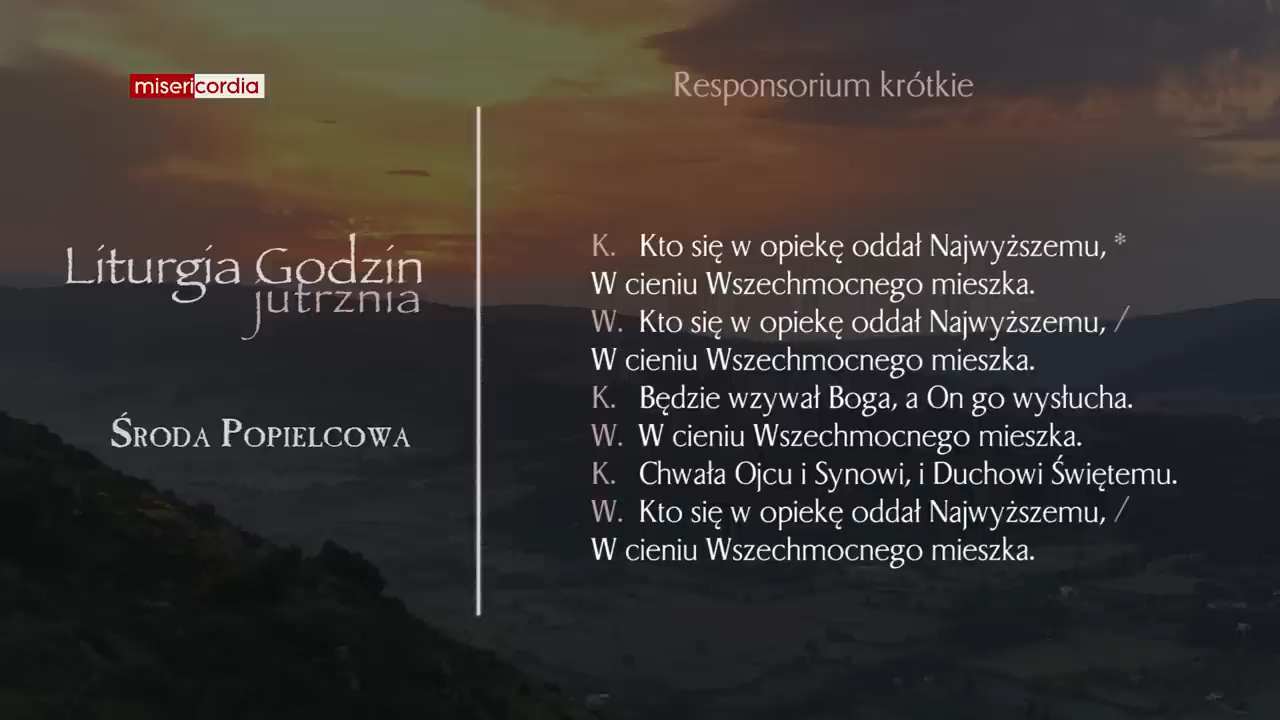 misericordia
Liturgia Godzin
jutrznia
Środa Popielcowa
Responsorium krótkie
K. Kto się w opiekę oddał Najwyższemu, *
W cieniu Wszechmocnego mieszka.
W. Kto się w opiekę oddał Najwyższemu, /
W cieniu Wszechmocnego mieszka.
K. Będzie wzywał Boga, a On go wysłucha.
W. W cieniu Wszechmocnego mieszka.
K. Chwała Ojcu i Synowi, i Duchowi Świętemu.
W. Kto się w opiekę oddał Najwyższemu, /
W cieniu Wszechmocnego mieszka.